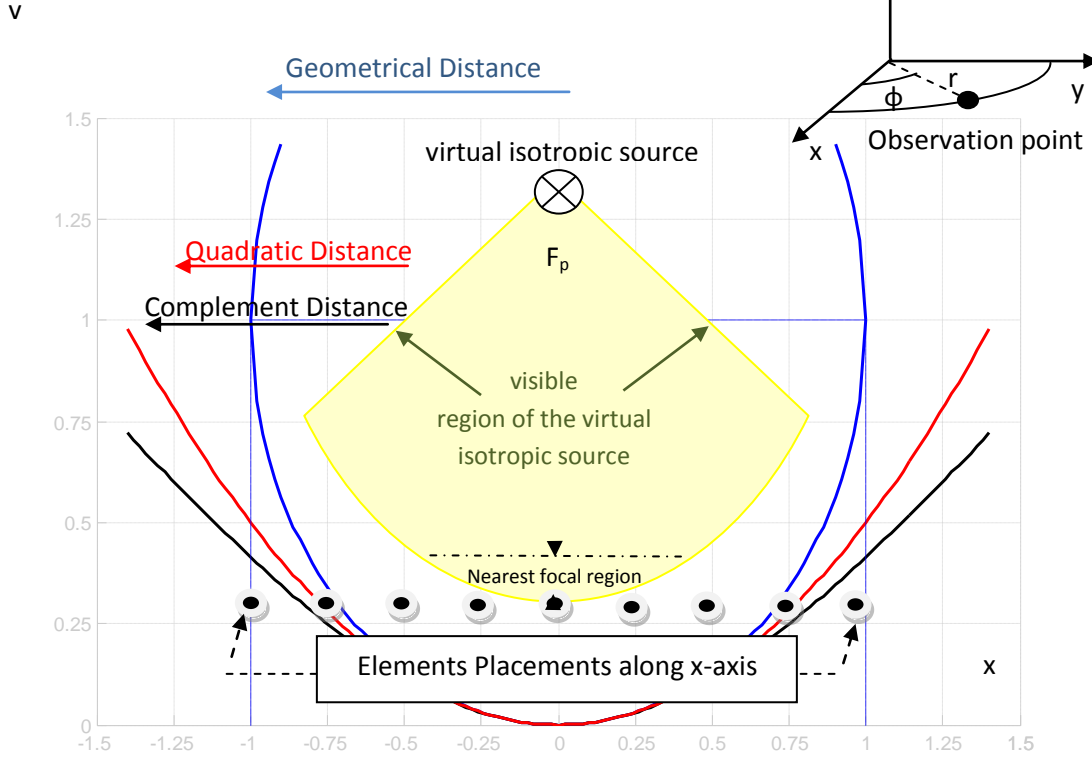 v
Geometrical Distance
r
y
ϕ
x
Observation point
1.5
virtual isotropic source
1.25
Quadratic Distance
Fp
Complement Distance
1
visible
region of the virtual
isotropic source
0.75
0.5
Nearest focal region
0.25
Elements Placements along x-axis
x
0
-1.5
-1.25
-1
-0.75
-0.5
-0.25
0
0.25
0.5
0.75
1
1.25
1.5